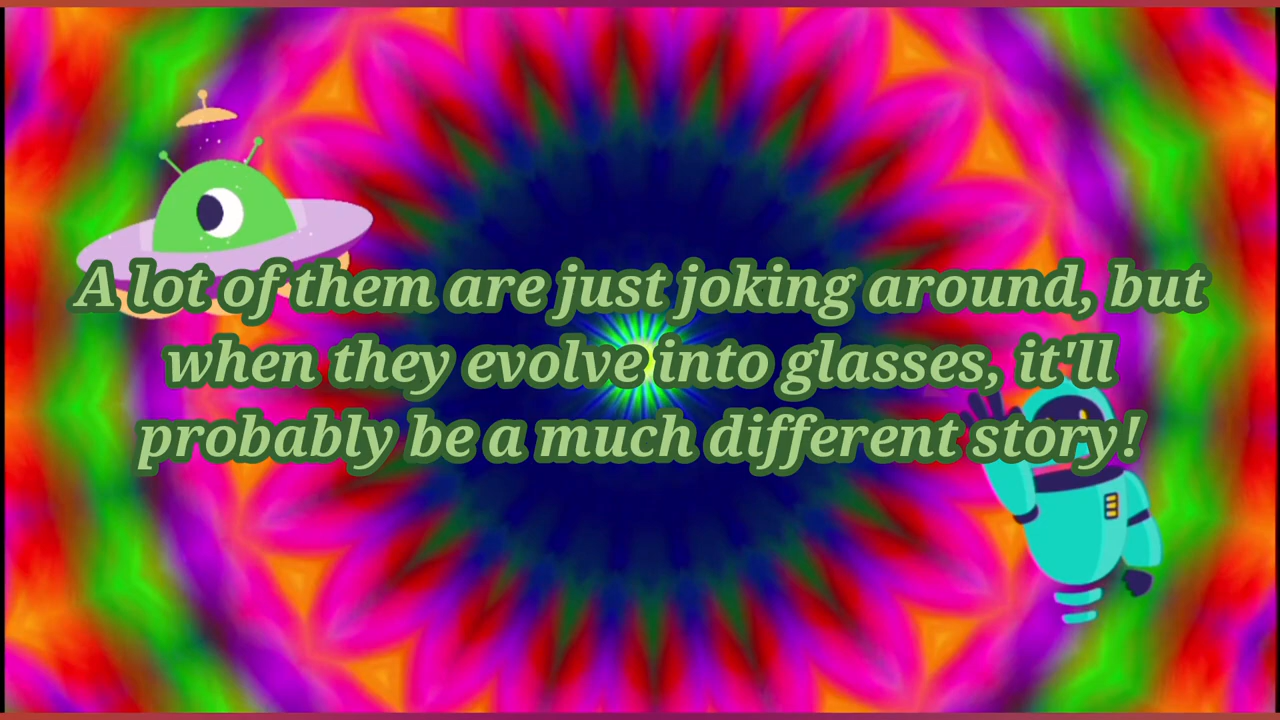 A lot of them are just joking around, but
when they evolve into glasses, it'll
probably be a much different story!